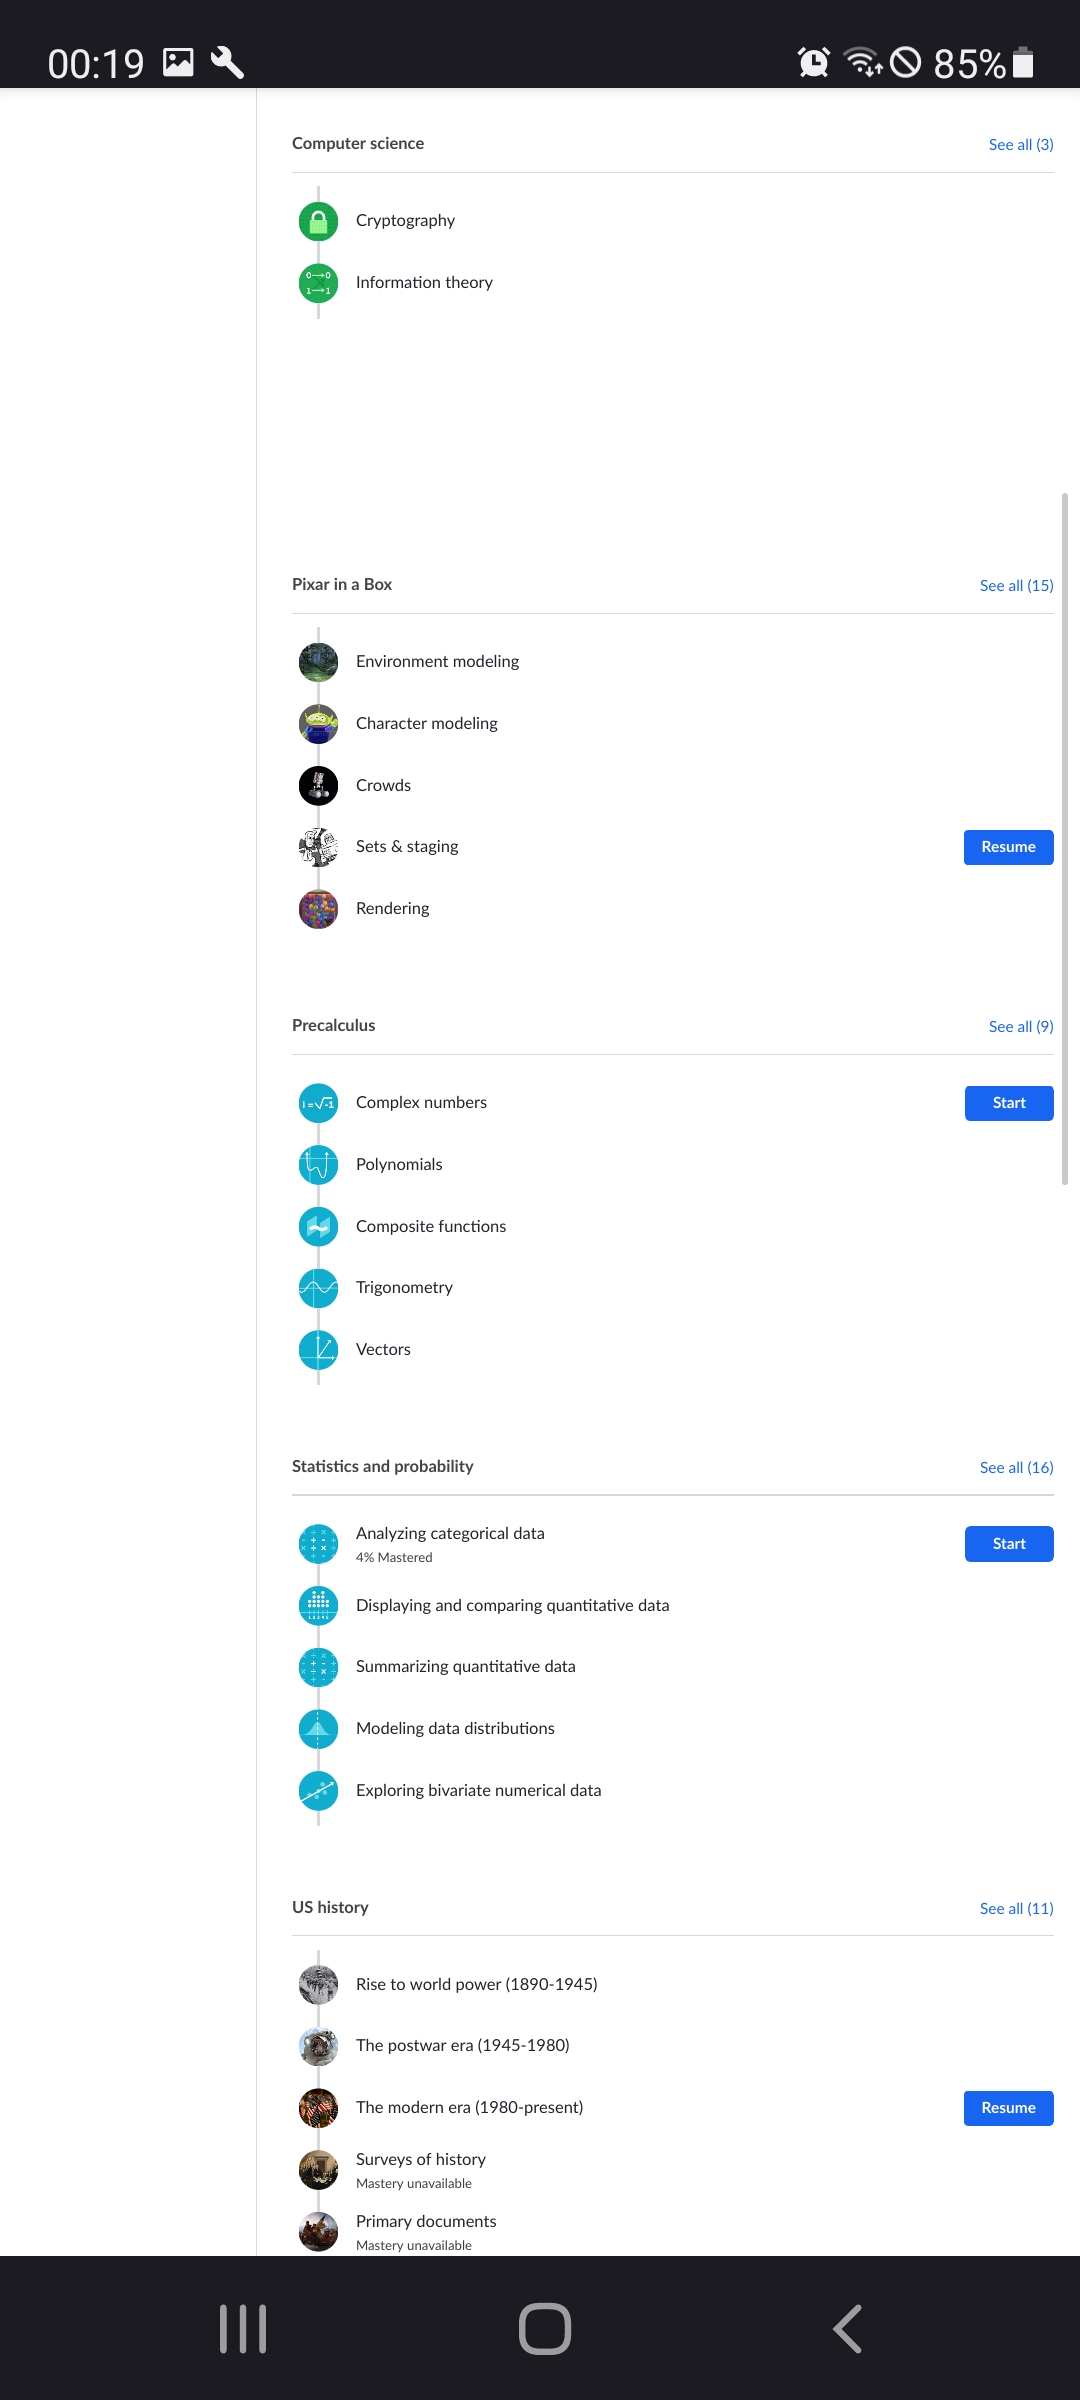 00:19
85%
Computer science
See all (3)
Cryptography
Information theory
Pixar in a Box
See all (15)
Environment modeling
Character modeling
Crowds
Sets & staging
Resume
Rendering
Precalculus
See all (9)
Complex numbers
Start
Polynomials
Composite functions
Trigonometry
Vectors
Statistics and probability
See all (16)
Analyzing categorical data
Start
4% Mastered
Displaying and comparing quantitative data
Summarizing quantitative data
Modeling data distributions
Exploring bivariate numerical data
US history
See all (11)
Rise to world power (1890-1945)
The postwar era (1945-1980)
The modern era (1980-present)
Resume
Surveys of history
Mastery unavailable
Primary documents
Mastery unavailable